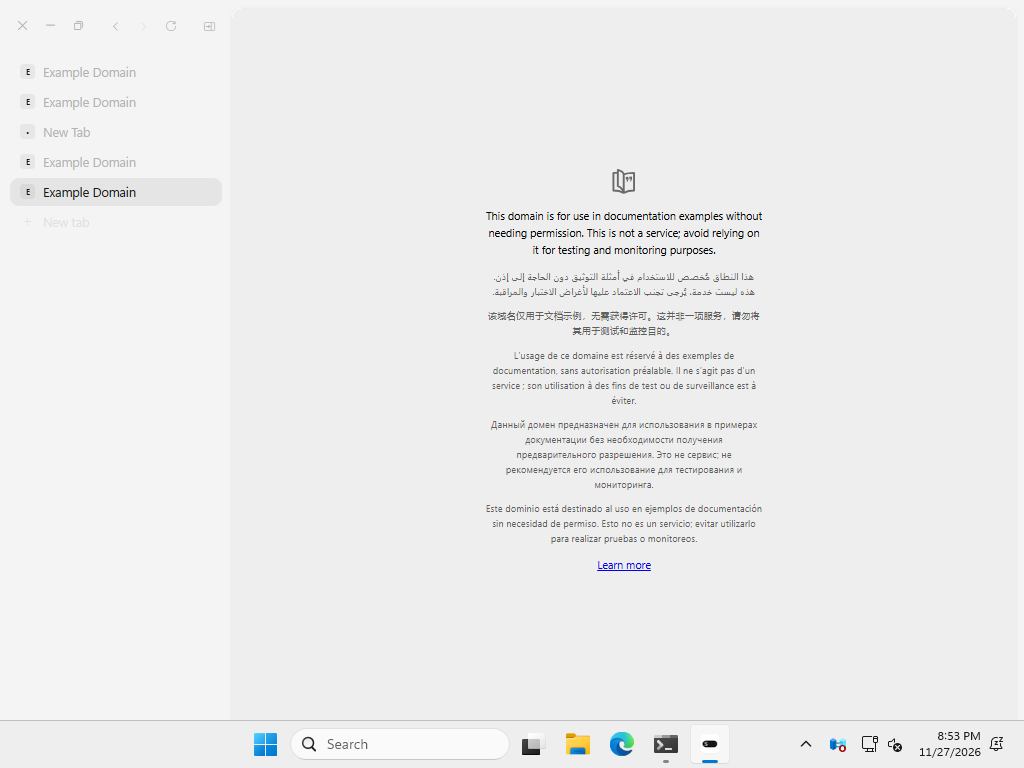 E Example Domain
E Example Domain
New Tab
E Example Domain
E Example Domain
+ New tab
This domain is for use in documentation examples without
needing permission. This is not a service; avoid relying on
it for testing and monitoring purposes.
هذا النطاق مُخصص للاستخدام في أمثلة التوثيق دون الحاجة إلى إذن.
هذه ليست خدمة، يُرجى تجنب الاعتماد عليها لأغراض الاختبار والمراقبة.
该域名仅用于文档示例，无需获得许可。这并非一项服务，请勿将
其用于测试和监控目的。
L'usage de ce domaine est réservé à des exemples de
documentation, sans autorisation préalable. Il ne s'agit pas d'un
service ; son utilisation à des fins de test ou de surveillance est à
éviter.
Данный домен предназначен для использования в примерах
документации без необходимости получения
предварительного разрешения. Это не сервис; не
рекомендуется его использование для тестирования и
мониторинга.
Este dominio está destinado al uso en ejemplos de documentación
sin necesidad de permiso. Esto no es un servicio; evitar utilizarlo
para realizar pruebas o monitoreos.
Learn more
Search
8:53 PM
11/27/2026